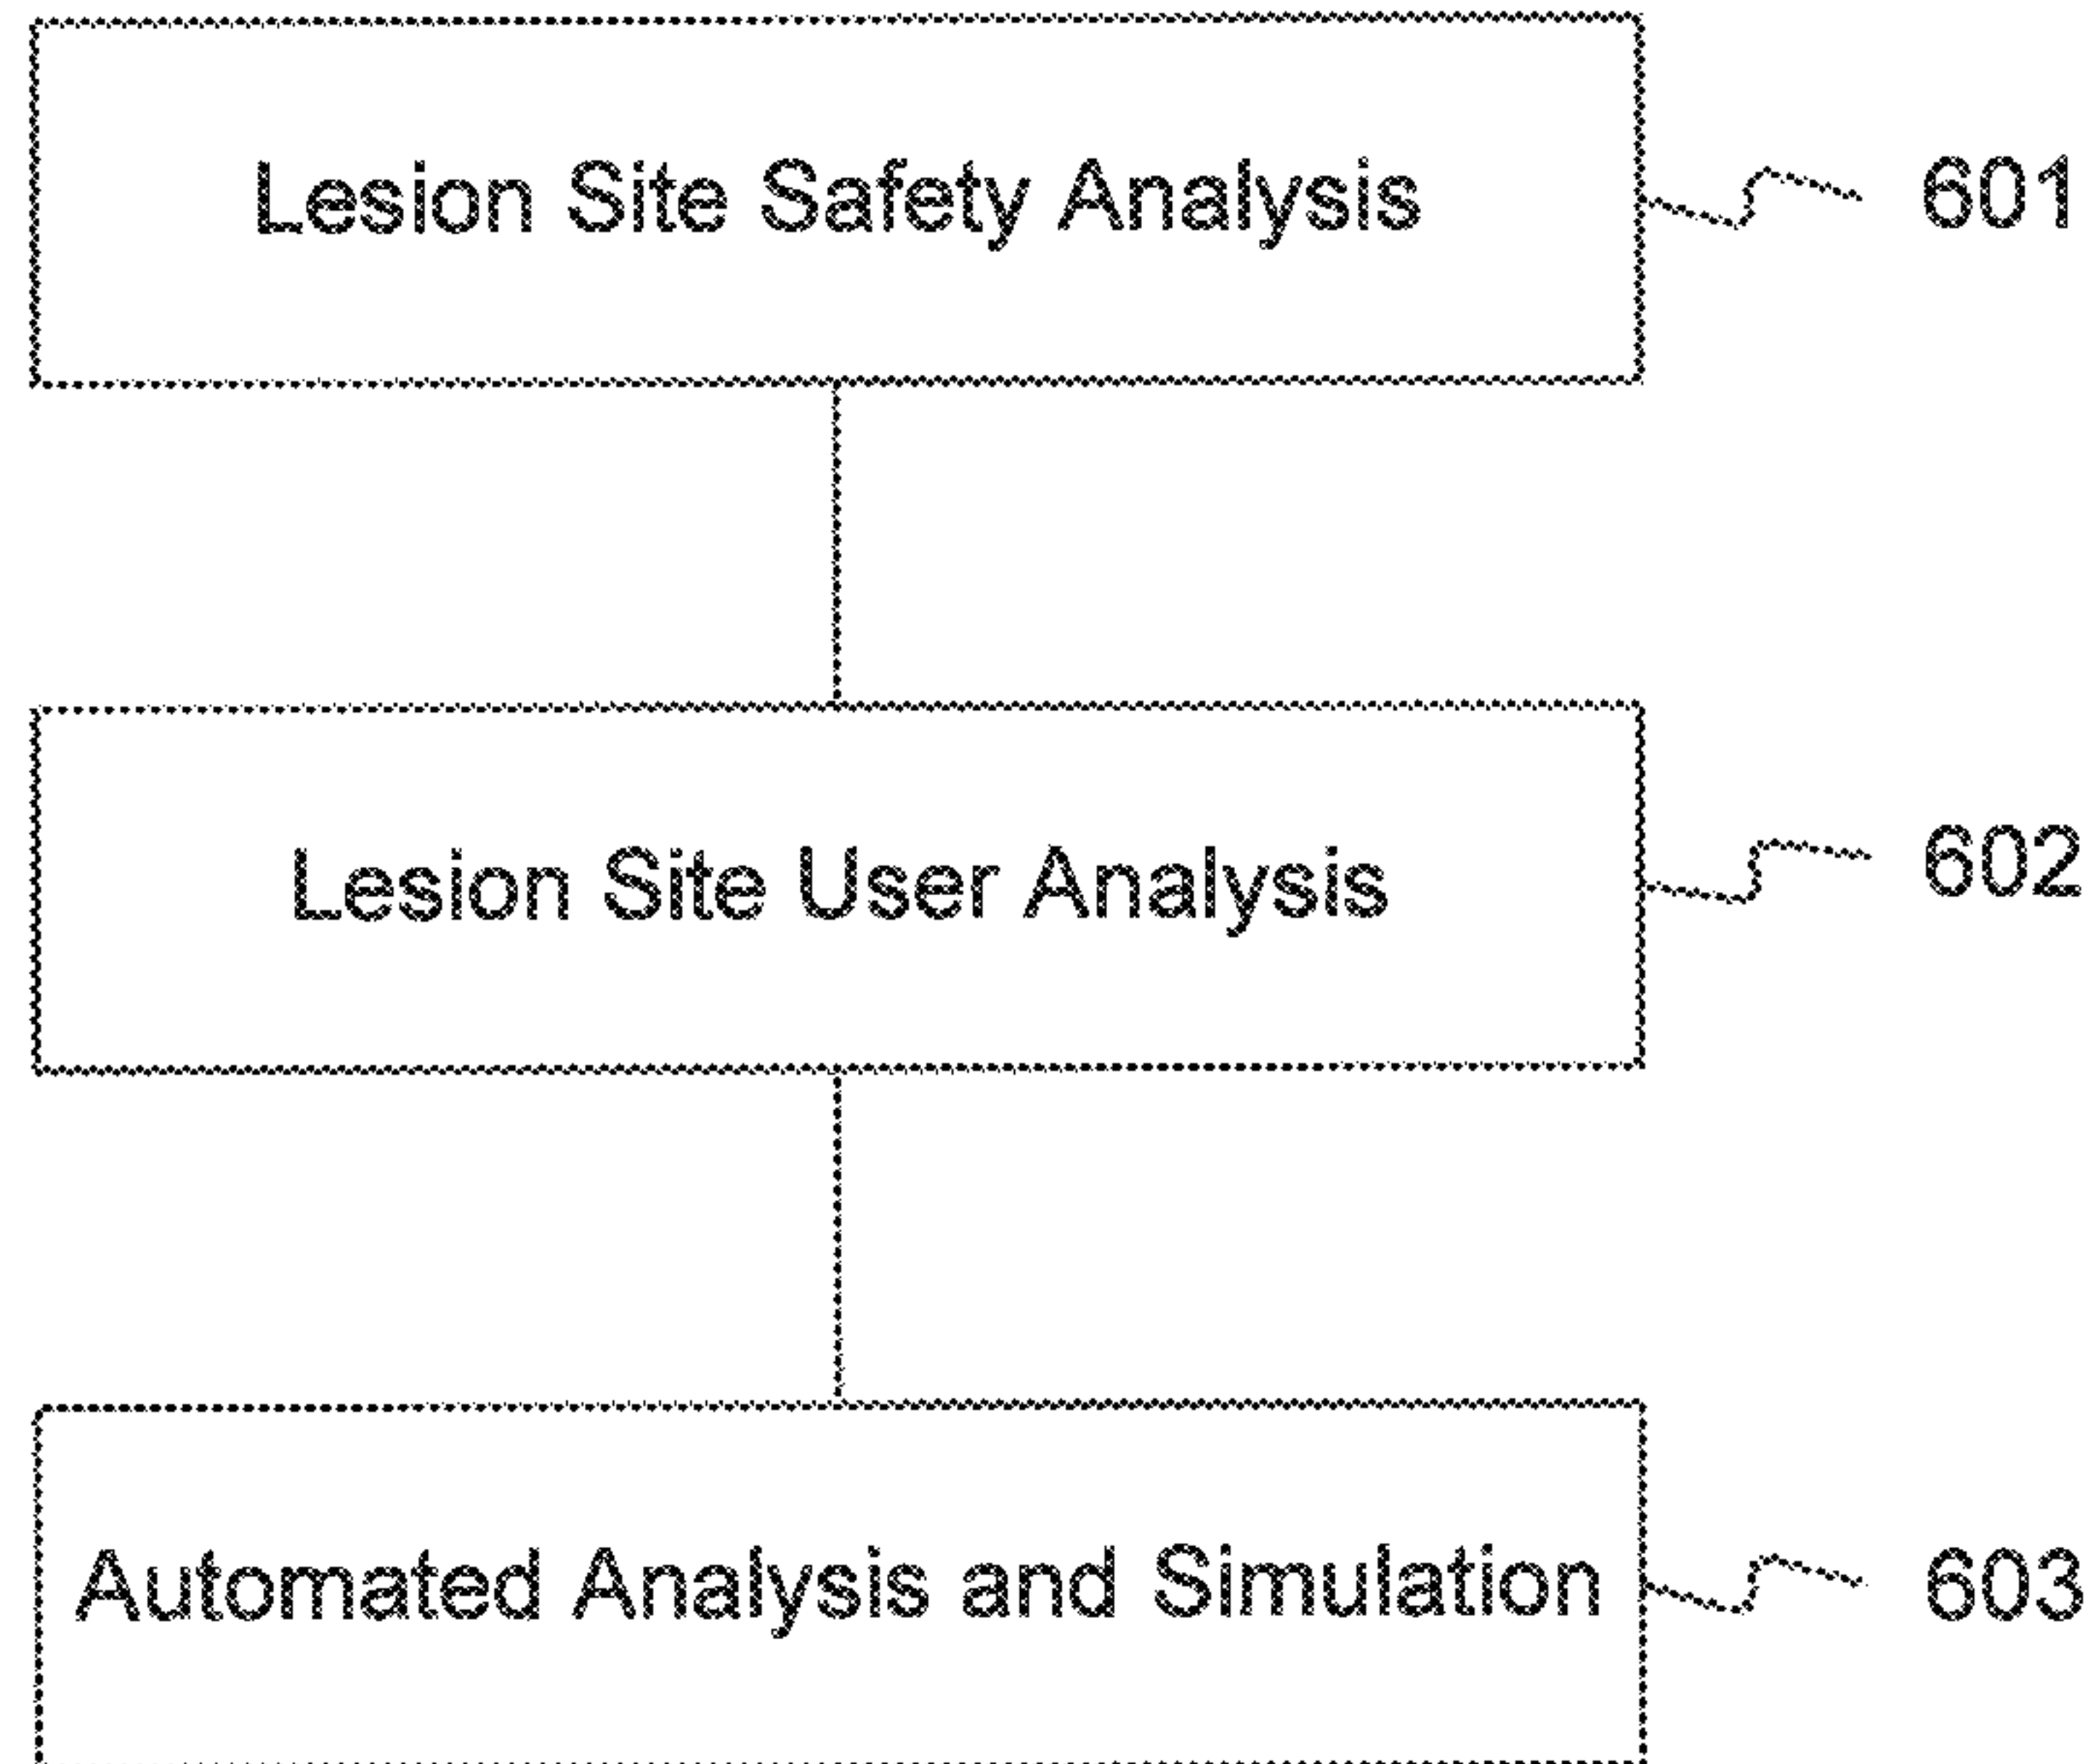 Lesion Site Safety Analysis 601
Lesion Site User Analysis 602
Automated Analysis and Simulation 603